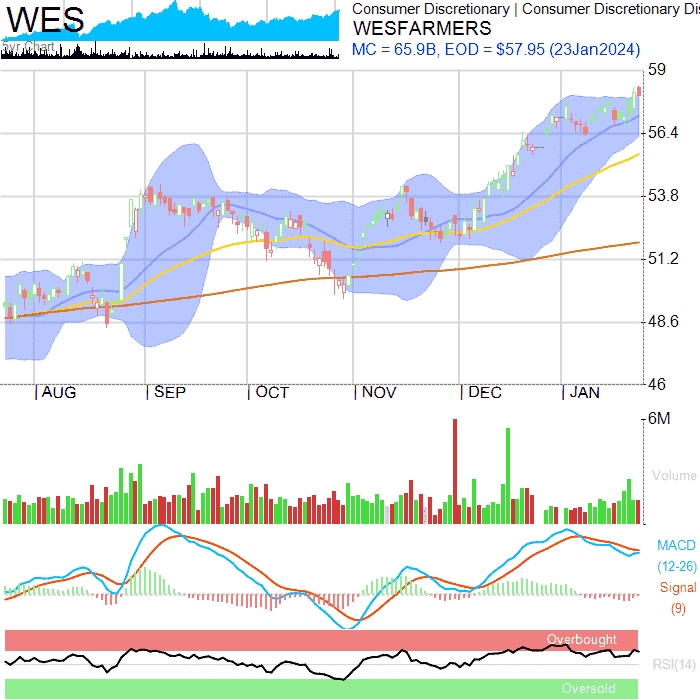 WES
5yr Chart
Consumer Discretionary | Consumer Discretionary Dis
WESFARMERS
MC = 65.9B, EOD = $57.95 (23Jan2024)
59
56.4
53.8
51.2
48.6
46
AUG
SEP
OCT
NOV
DEC
JAN
6M
Volume
MACD
(12-26)
Signal
(9)
Overbought
RSI(14)
Oversold